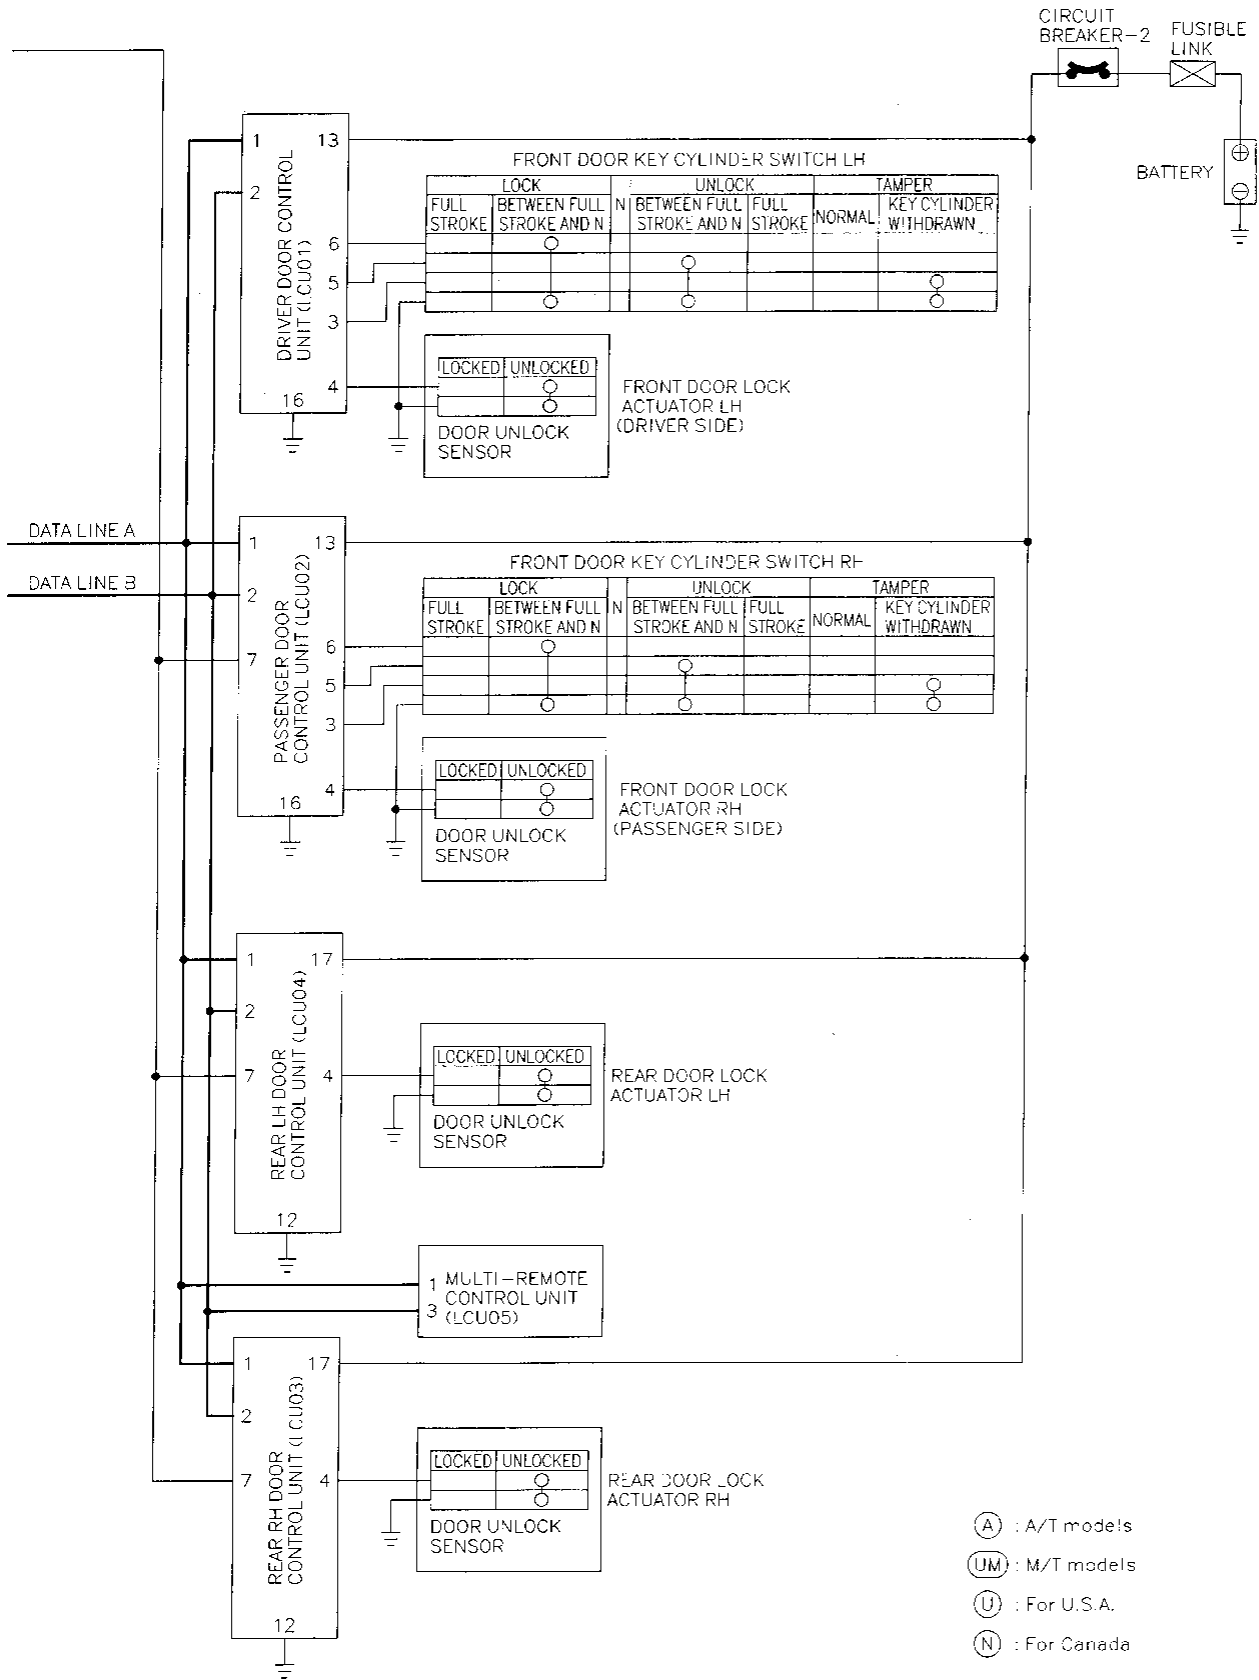 CIRCUIT
BREAKER-2
FUSIBLE
LINK
BATTERY
1
13
2
6
5
3
4
16
DRIVER DOOR CONTROL
UNIT (LCU01)
FRONT DOOR KEY CYLINDER SWITCH LH
LOCK UNLOCK TAMPER
FULL STROKE
BETWEEN FULL STROKE AND N
N
BETWEEN FULL STROKE AND N
FULL STROKE
NORMAL
KEY CYLINDER WITHDRAWN
LOCKED UNLOCKED
DOOR UNLOCK
SENSOR
FRONT DOOR LOCK
ACTUATOR LH
(DRIVER SIDE)
DATA LINE A
DATA LINE B
1
13
2
7
6
5
3
4
16
PASSENGER DOOR
CONTROL UNIT (LCU02)
FRONT DOOR KEY CYLINDER SWITCH RH
LOCK UNLOCK TAMPER
FULL STROKE
BETWEEN FULL STROKE AND N
N
BETWEEN FULL STROKE AND N
FULL STROKE
NORMAL
KEY CYLINDER WITHDRAWN
LOCKED UNLOCKED
DOOR UNLOCK
SENSOR
FRONT DOOR LOCK
ACTUATOR RH
(PASSENGER SIDE)
1
17
2
7
4
12
REAR LH DOOR
CONTROL UNIT (LCU04)
LOCKED UNLOCKED
DOOR UNLOCK
SENSOR
REAR DOOR LOCK
ACTUATOR LH
1
3
MULTI-REMOTE
CONTROL UNIT
(LCU05)
1
17
2
7
4
12
REAR RH DOOR
CONTROL UNIT (LCU03)
LOCKED UNLOCKED
DOOR UNLOCK
SENSOR
REAR DOOR LOCK
ACTUATOR RH
A : A/T models
UM : M/T models
U : For U.S.A.
N : For Canada